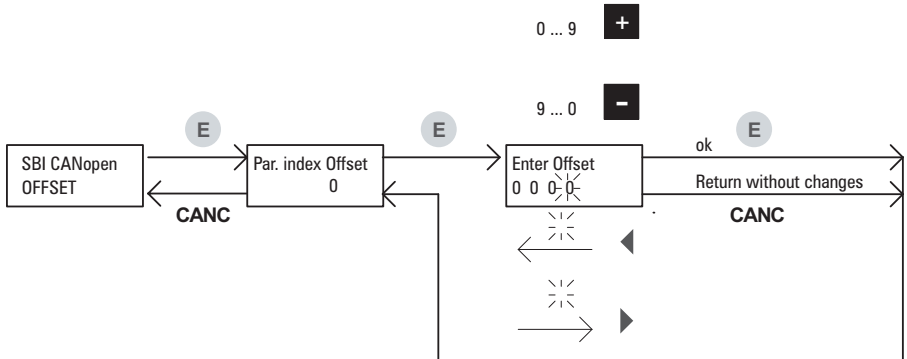 0 ... 9 +
9 ... 0 -
E
E
ok E
SBI CANopen
OFFSET
Par. index Offset
0
Enter Offset
0 0 0 0
Return without changes
CANC
CANC